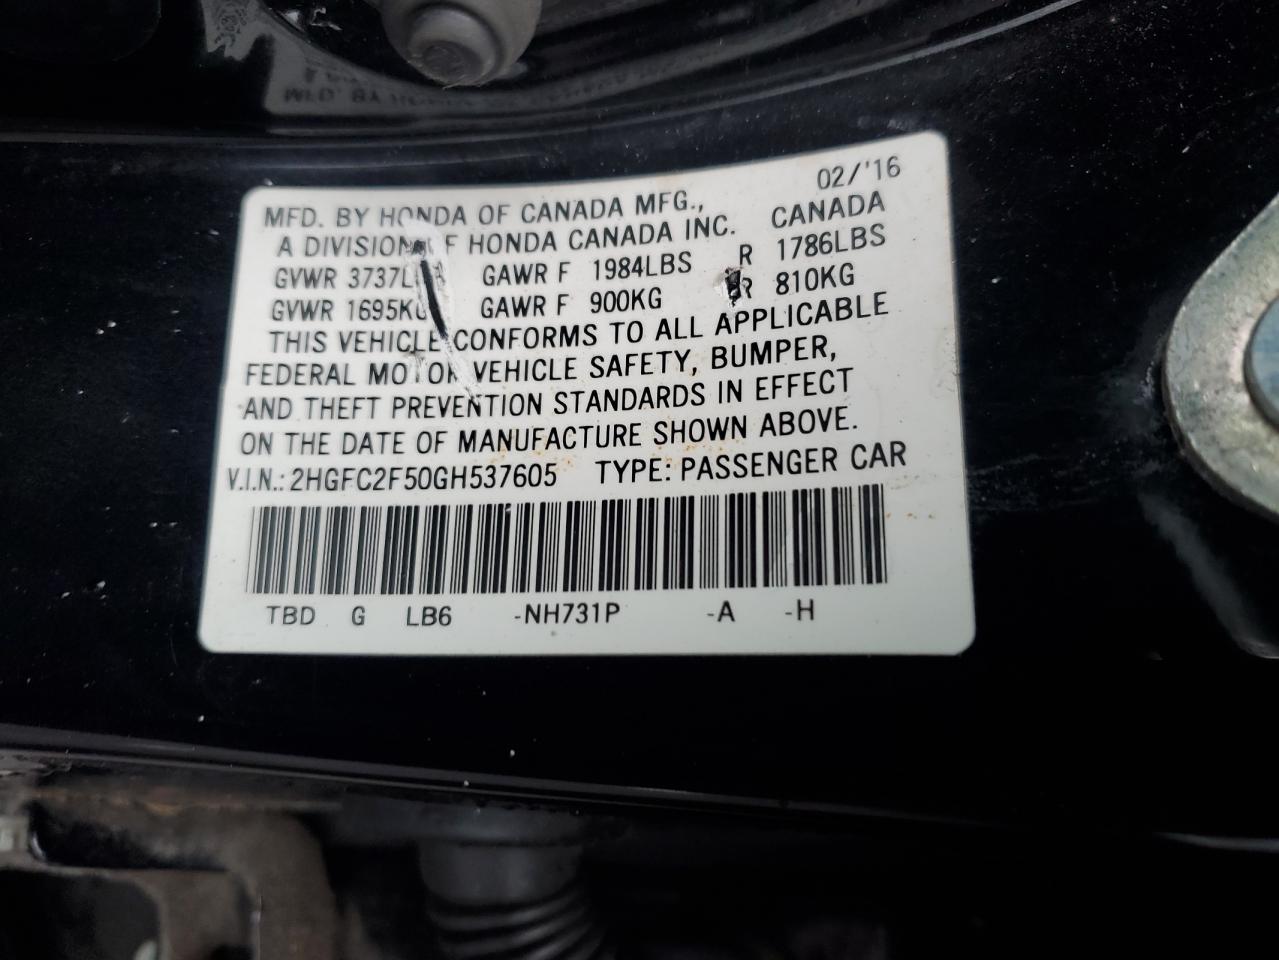 02/'16
MFD. BY HONDA OF CANADA MFG.,
A DIVISION OF HONDA CANADA INC. CANADA
GVWR 3737LBS GAWR F 1984LBS R 1786LBS
GVWR 1695KG GAWR F 900KG R 810KG
THIS VEHICLE CONFORMS TO ALL APPLICABLE
FEDERAL MOTOR VEHICLE SAFETY, BUMPER,
AND THEFT PREVENTION STANDARDS IN EFFECT
ON THE DATE OF MANUFACTURE SHOWN ABOVE.
V.I.N.: 2HGFC2F50GH537605 TYPE: PASSENGER CAR
TBD G LB6 -NH731P -A -H